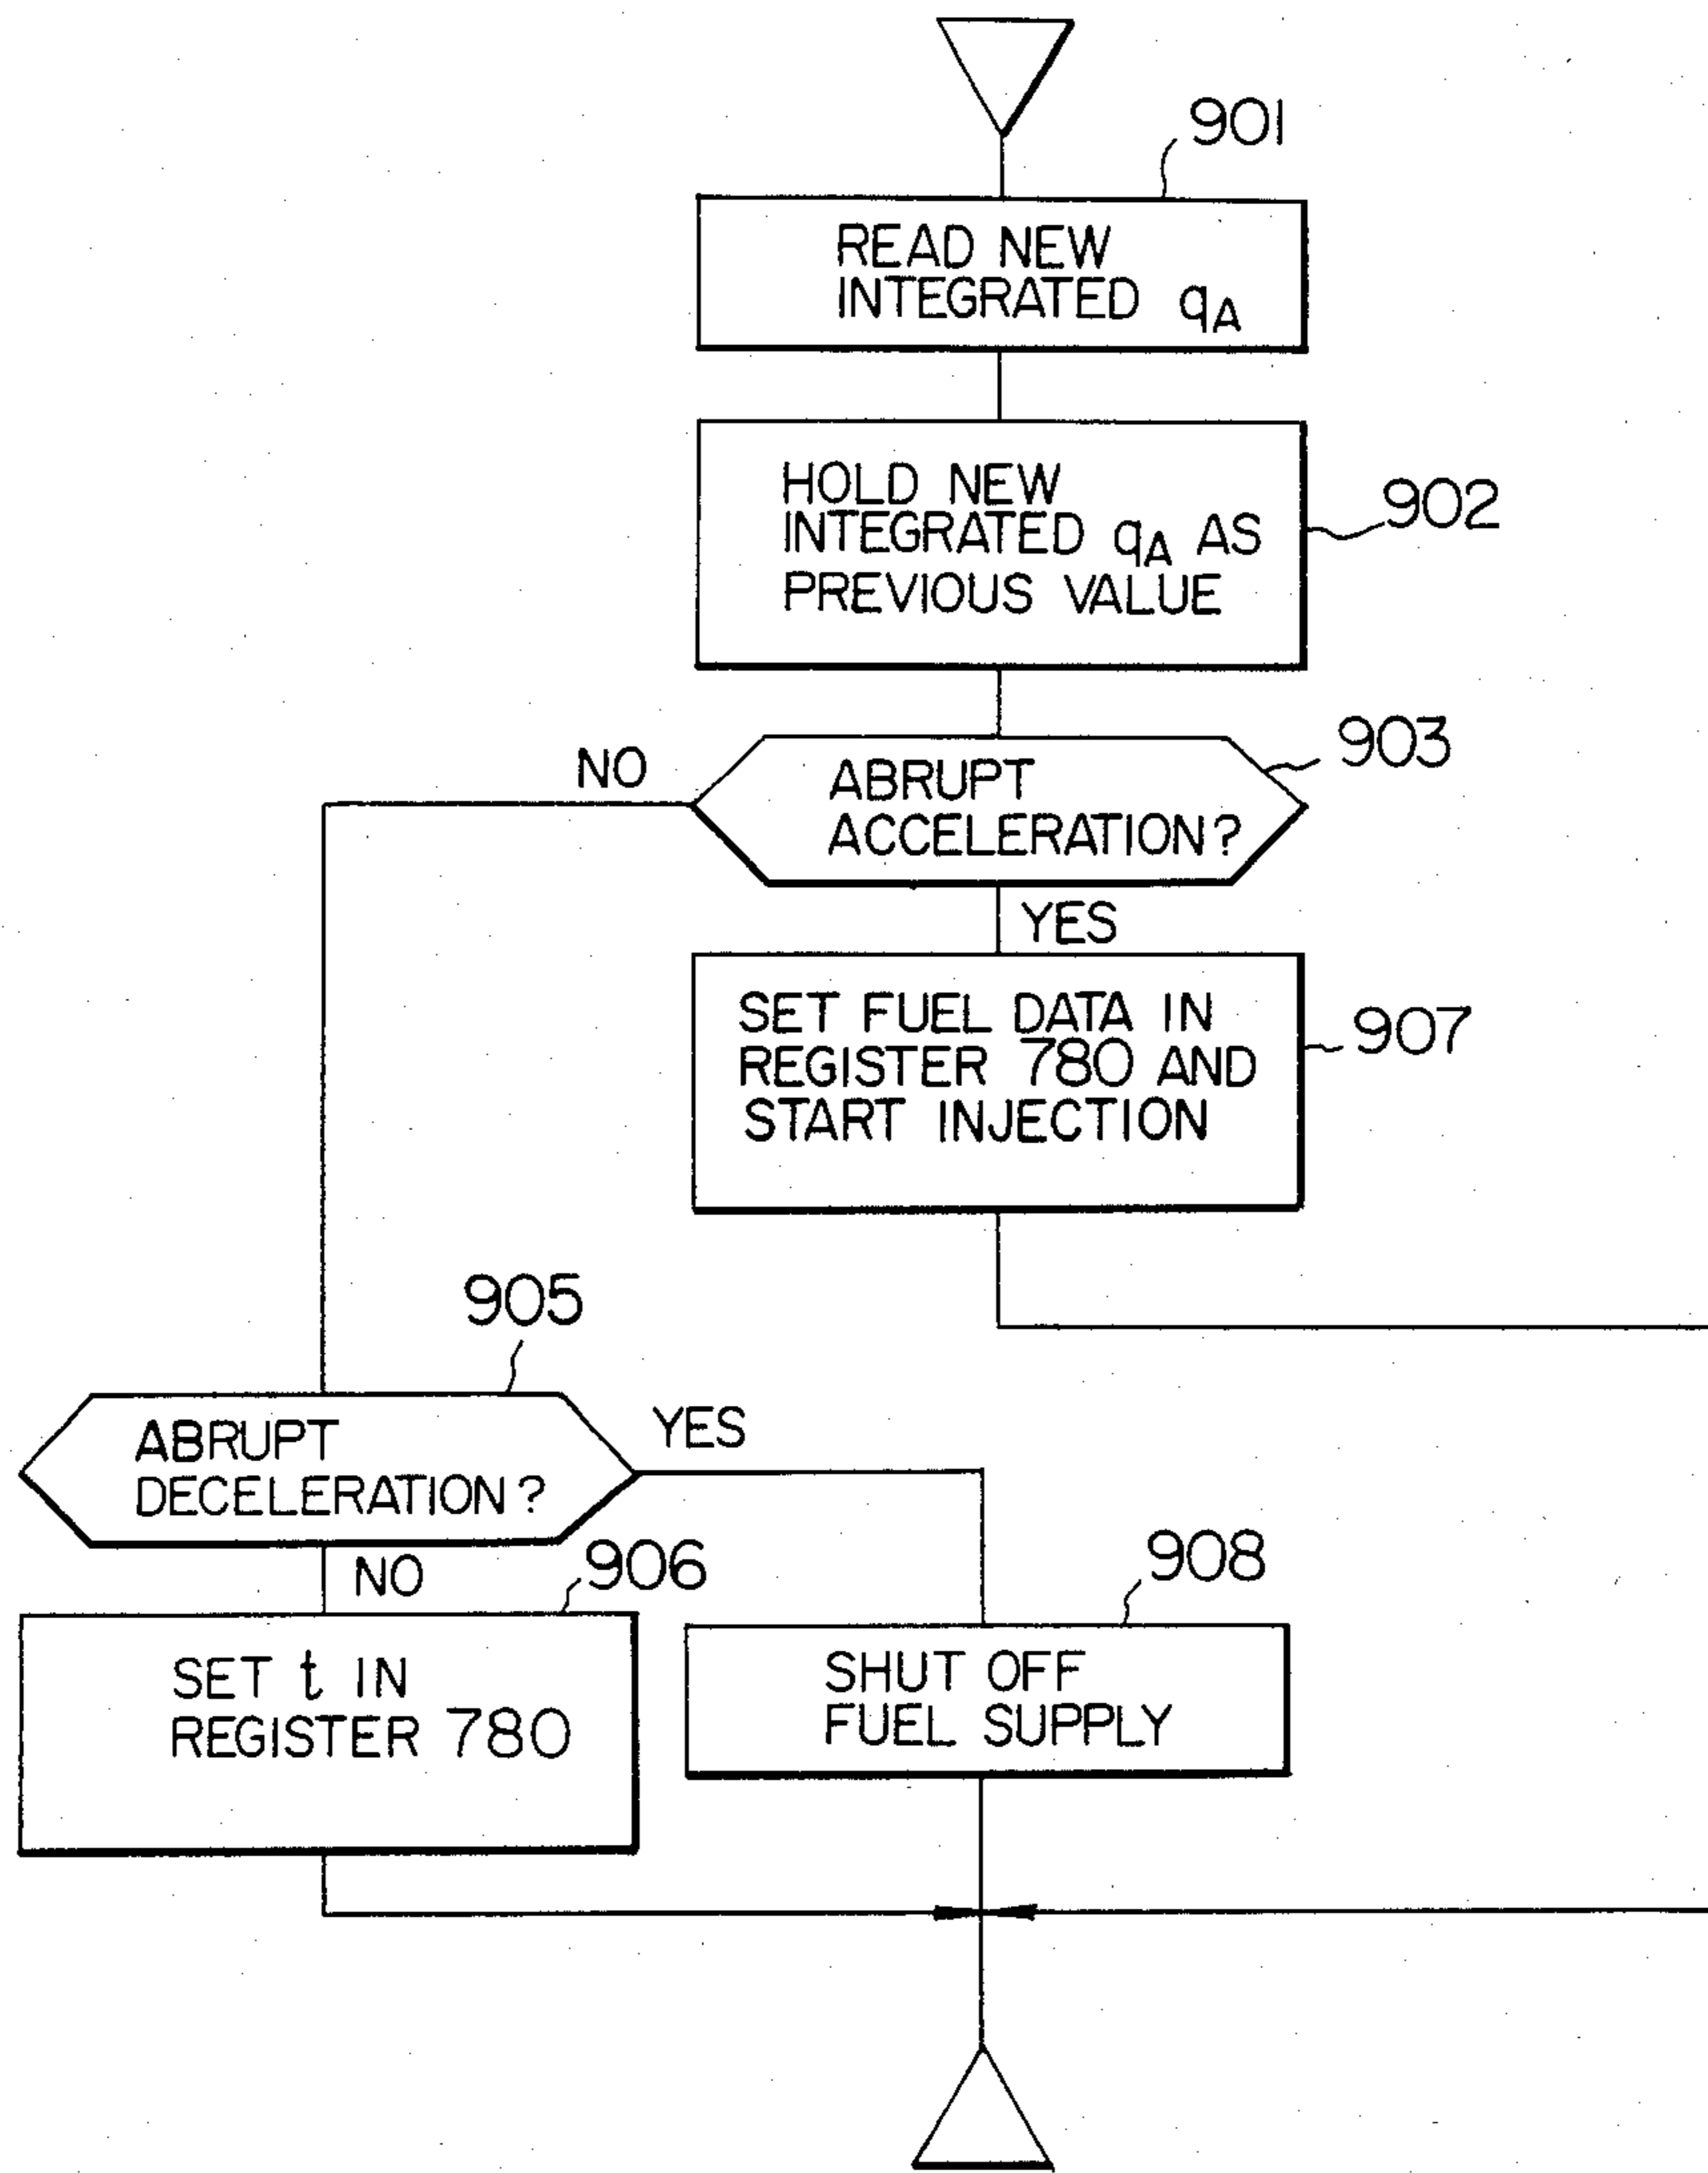 901
READ NEW
INTEGRATED qA
HOLD NEW
INTEGRATED qA AS
PREVIOUS VALUE
902
NO
ABRUPT
ACCELERATION?
903
YES
SET FUEL DATA IN
REGISTER 780 AND
START INJECTION
907
905
ABRUPT
DECELERATION?
YES
NO
906
SET t IN
REGISTER 780
908
SHUT OFF
FUEL SUPPLY